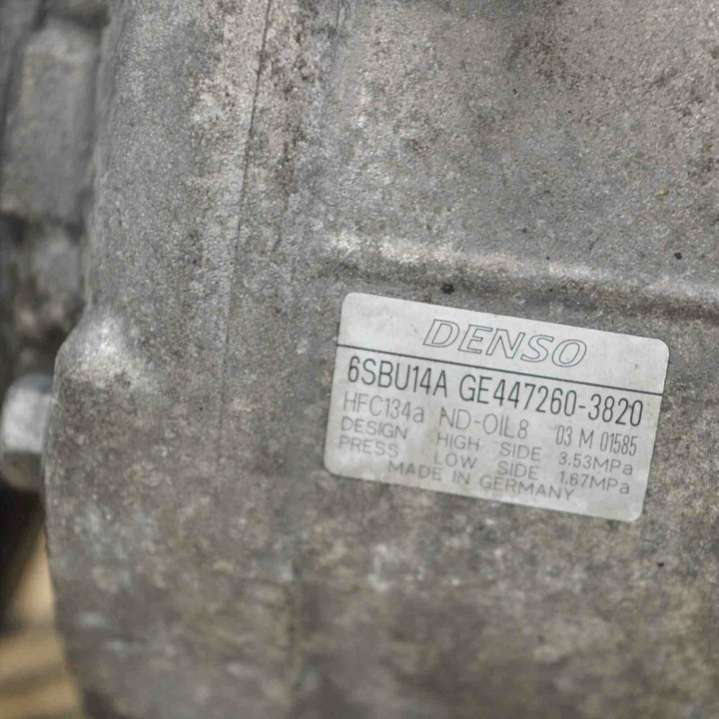 DENSO
6SBU14A GE447260-3820
HFC134a ND-OIL8 '03 M 01585
DESIGN HIGH SIDE 3.53MPa
PRESS LOW SIDE 1.67MPa
MADE IN GERMANY